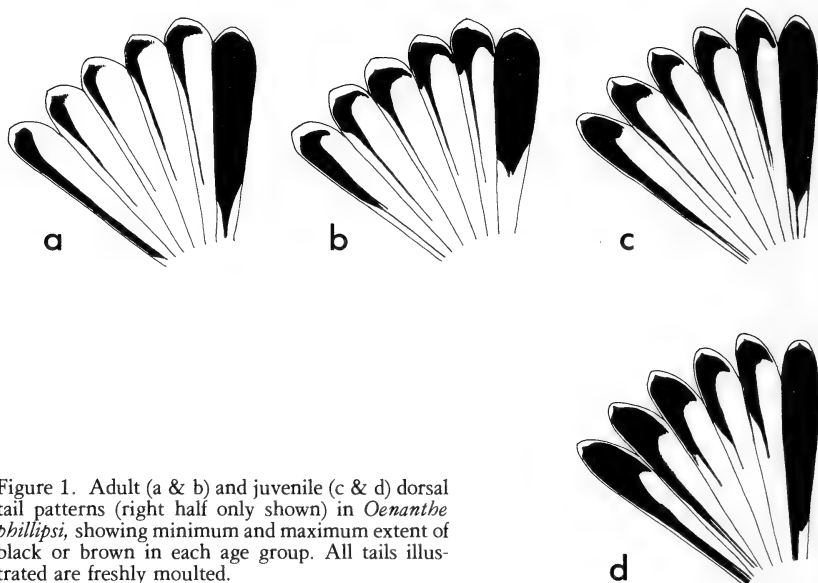 a
b
c
d
Figure 1. Adult (a & b) and juvenile (c & d) dorsal
tail patterns (right half only shown) in Oenanthe
phillipsi, showing minimum and maximum extent of
black or brown in each age group. All tails illus-
trated are freshly moulted.